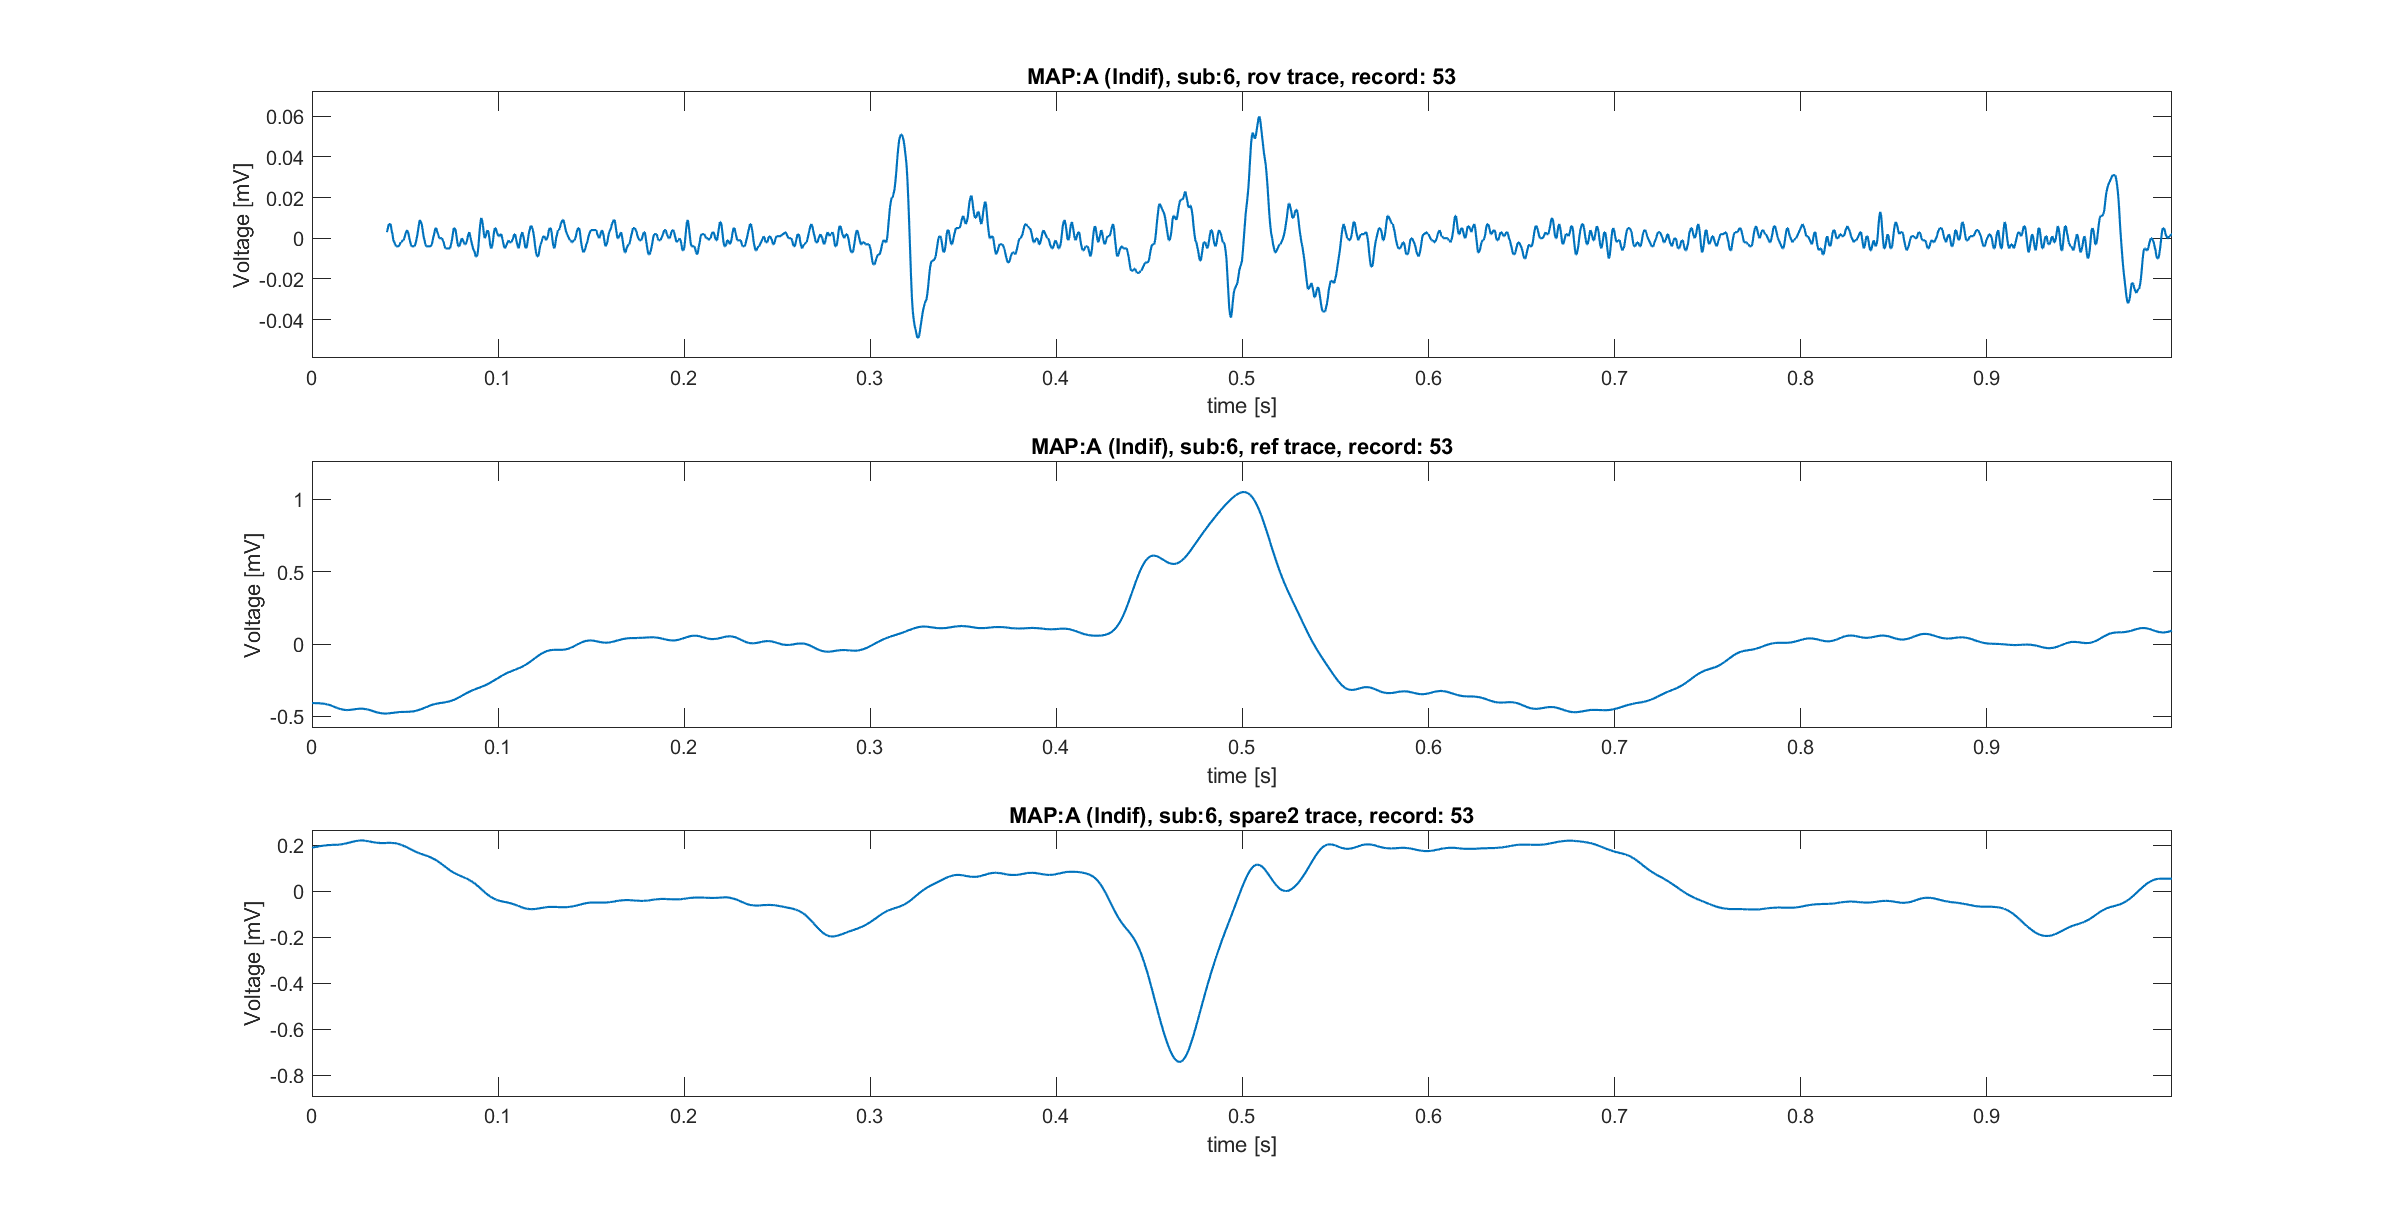 MAP:A (Indif), sub:6, rov trace, record: 53
Voltage [mV]
0.06
0.04
0.02
0
-0.02
-0.04
0 0.1 0.2 0.3 0.4 0.5 0.6 0.7 0.8 0.9
time [s]
MAP:A (Indif), sub:6, ref trace, record: 53
Voltage [mV]
1
0.5
0
-0.5
0 0.1 0.2 0.3 0.4 0.5 0.6 0.7 0.8 0.9
time [s]
MAP:A (Indif), sub:6, spare2 trace, record: 53
Voltage [mV]
0.2
0
-0.2
-0.4
-0.6
-0.8
0 0.1 0.2 0.3 0.4 0.5 0.6 0.7 0.8 0.9
time [s]